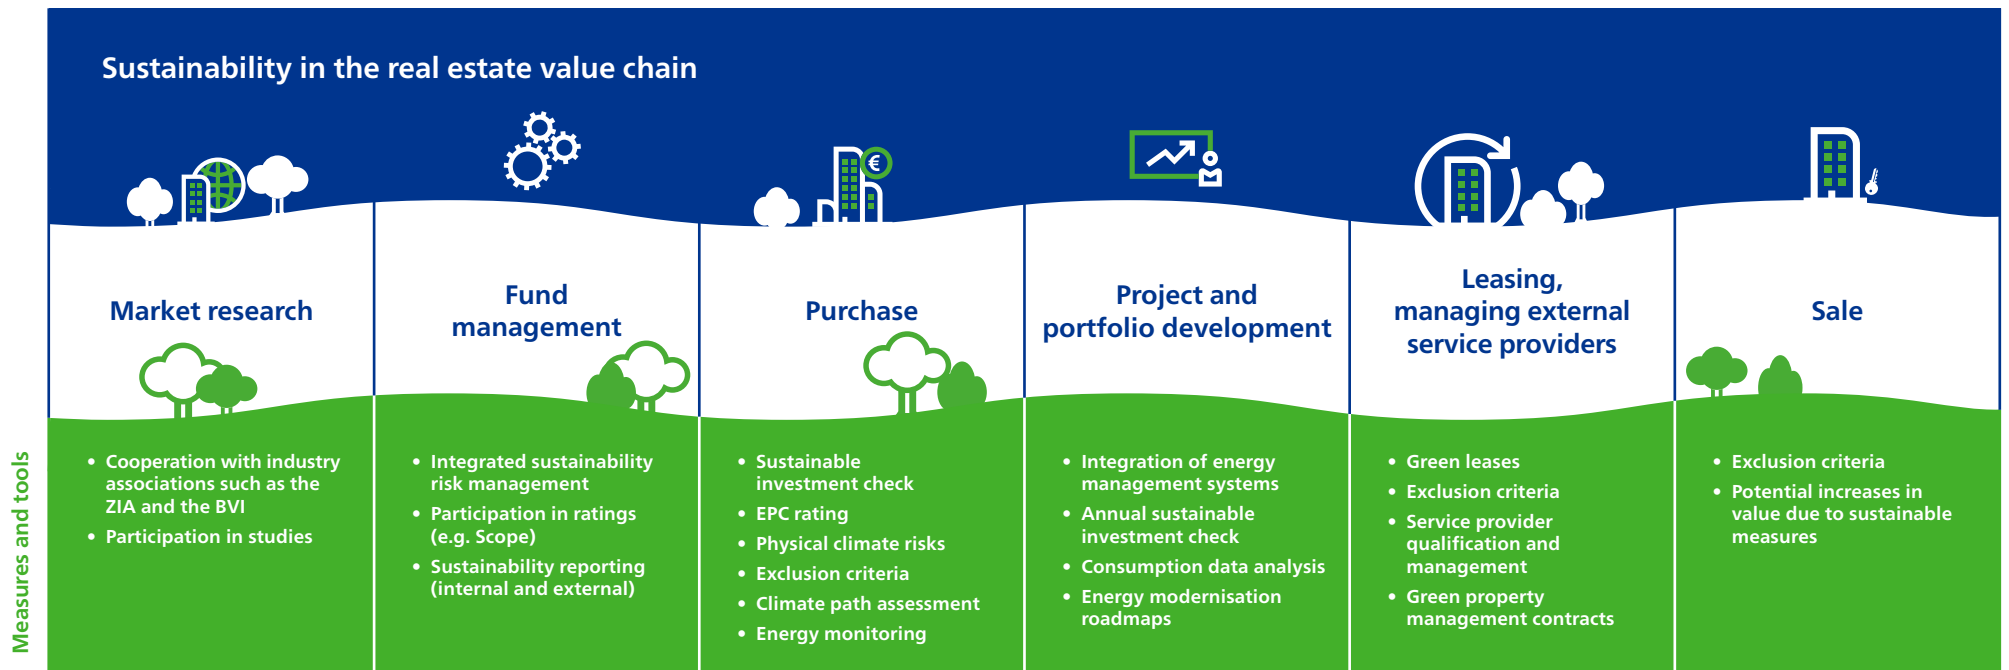 Sustainability in the real estate value chain
€
Market research
Fund
management
Purchase
Project and
portfolio development
Leasing,
managing external
service providers
Sale
Measures and tools
• Cooperation with industry
associations such as the
ZIA and the BVI
• Participation in studies
• Integrated sustainability
risk management
• Participation in ratings
(e.g. Scope)
• Sustainability reporting
(internal and external)
• Sustainable
investment check
• EPC rating
• Physical climate risks
• Exclusion criteria
• Climate path assessment
• Energy monitoring
• Integration of energy
management systems
• Annual sustainable
investment check
• Consumption data analysis
• Energy modernisation
roadmaps
• Green leases
• Exclusion criteria
• Service provider
qualification and
management
• Green property
management contracts
• Exclusion criteria
• Potential increases in
value due to sustainable
measures